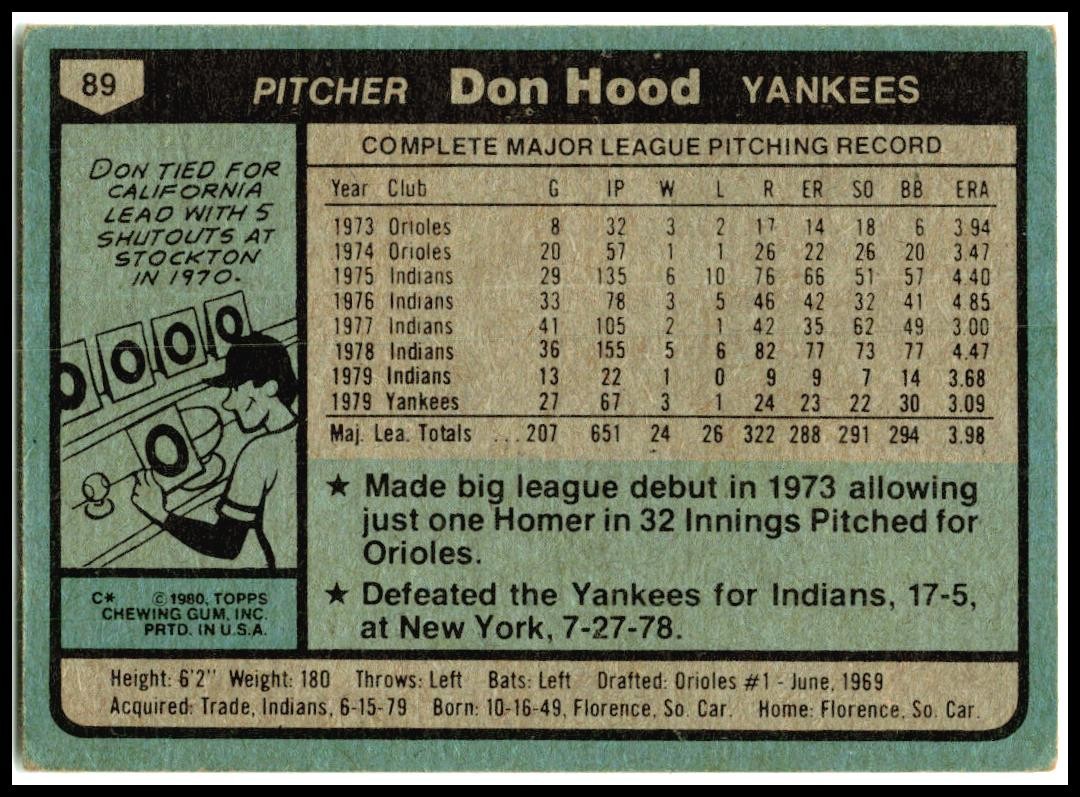 89
PITCHER Don Hood YANKEES
DON TIED FOR
CALIFORNIA
LEAD WITH 5
SHUTOUTS AT
STOCKTON
IN 1970.
0 0 0 0
0
C* © 1980, TOPPS
CHEWING GUM, INC.
PRTD. IN U.S.A.
COMPLETE MAJOR LEAGUE PITCHING RECORD
Year Club G IP W L R ER SO BB ERA
1973 Orioles 8 32 3 2 17 14 18 6 3.94
1974 Orioles 20 57 1 1 26 22 26 20 3.47
1975 Indians 29 135 6 10 76 66 51 57 4.40
1976 Indians 33 78 3 5 46 42 32 41 4.85
1977 Indians 41 105 2 1 42 35 62 49 3.00
1978 Indians 36 155 5 6 82 77 73 77 4.47
1979 Indians 13 22 1 0 9 9 7 14 3.68
1979 Yankees 27 67 3 1 24 23 22 30 3.09
Maj. Lea. Totals ...207 651 24 26 322 288 291 294 3.98
★ Made big league debut in 1973 allowing
just one Homer in 32 Innings Pitched for
Orioles.
★ Defeated the Yankees for Indians, 17-5,
at New York, 7-27-78.
Height: 6'2" Weight: 180 Throws: Left Bats: Left Drafted: Orioles #1 - June, 1969
Acquired: Trade, Indians, 6-15-79 Born: 10-16-49, Florence, So. Car. Home: Florence, So. Car.